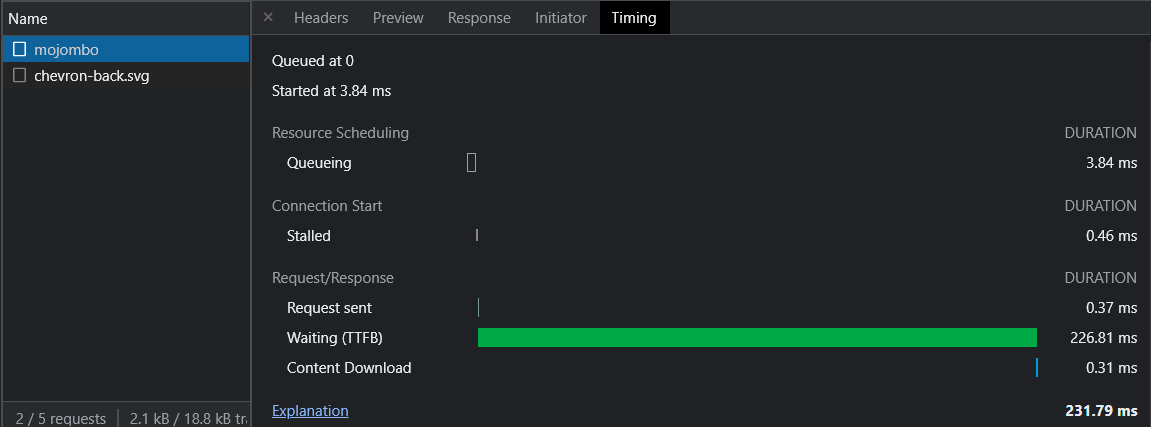 Name
mojombo
chevron-back.svg
2 / 5 requests 2.1 kB / 18.8 kB
× Headers Preview Response Initiator Timing
Queued at 0
Started at 3.84 ms
Resource Scheduling DURATION
Queueing 3.84 ms
Connection Start DURATION
Stalled 0.46 ms
Request/Response DURATION
Request sent 0.37 ms
Waiting (TTFB) 226.81 ms
Content Download 0.31 ms
Explanation 231.79 ms